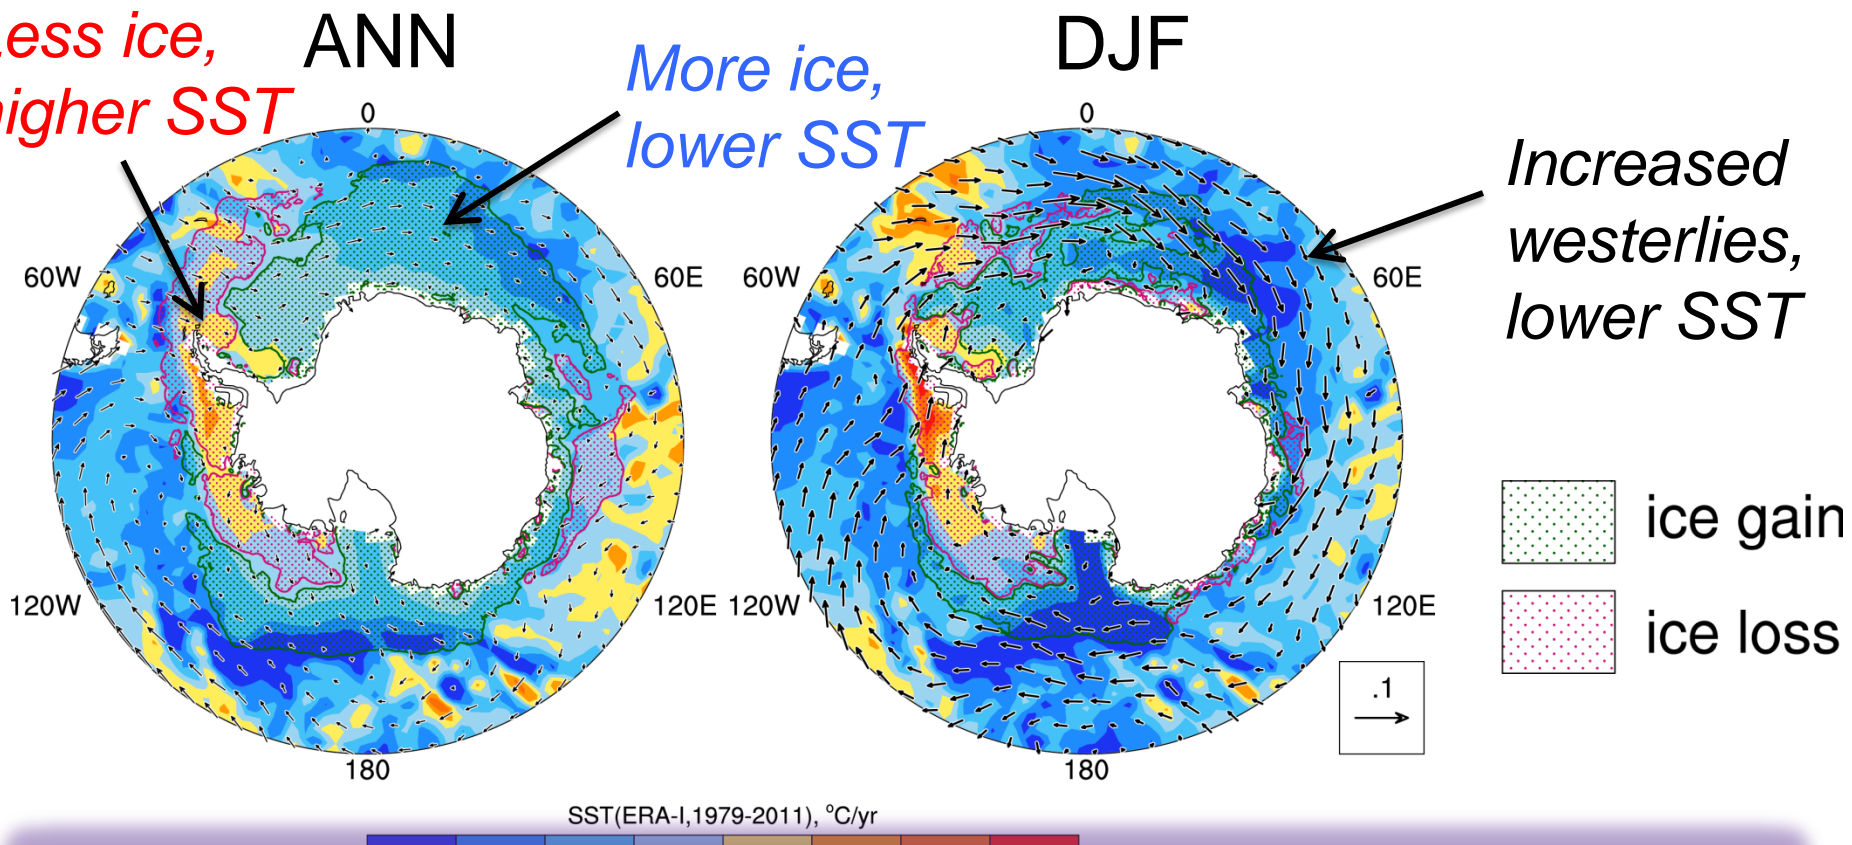 ess ice,
igher SST
ANN
More ice,
lower SST
DJF
Increased
westerlies,
lower SST
0
60W
60E
120W
120E
180
0
60W
60E
120W
120E
180
.1
ice gain
ice loss
SST(ERA-I,1979-2011), °C/yr